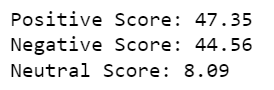 Positive Score: 47.35
Negative Score: 44.56
Neutral Score: 8.09